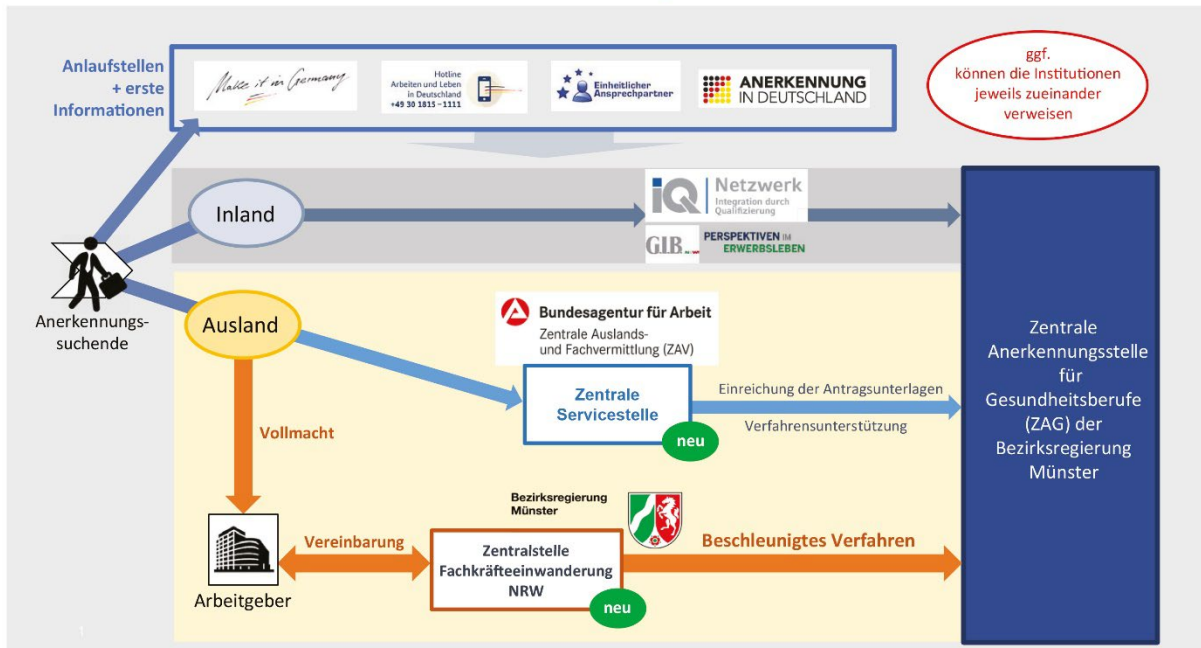 Anlaufstellen
+ erste
Informationen
Make it in Germany
Hotline
Arbeiten und Leben
in Deutschland
+49 30 1815 – 1111
Einheitlicher
Ansprechpartner
ANERKENNUNG
IN DEUTSCHLAND
ggf.
können die Institutionen
jeweils zueinander
verweisen
Inland
iQ
Netzwerk
Integration durch
Qualifizierung
G.I.B.
PERSPEKTIVEN IM
ERWERBSLEBEN
Anerkennungs-
suchende
Ausland
Bundesagentur für Arbeit
Zentrale Auslands-
und Fachvermittlung (ZAV)
Zentrale
Servicestelle
neu
Einreichung der Antragsunterlagen
Verfahrensunterstützung
Vollmacht
Arbeitgeber
Vereinbarung
Bezirksregierung
Münster
Zentralstelle
Fachkräfteeinwanderung
NRW
neu
Beschleunigtes Verfahren
Zentrale
Anerkennungsstelle
für
Gesundheitsberufe
(ZAG) der
Bezirksregierung
Münster
1